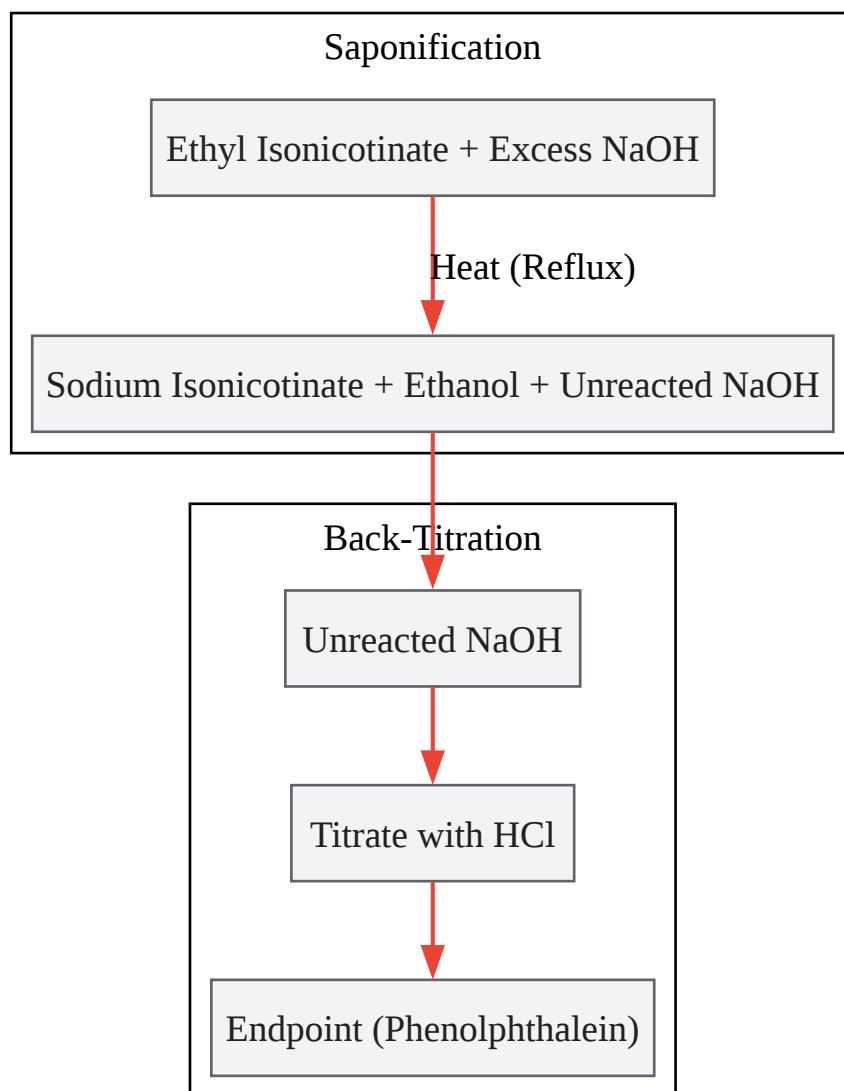 Saponification
Ethyl Isonicotinate + Excess NaOH
Heat (Reflux)
Sodium Isonicotinate + Ethanol + Unreacted NaOH
Back-Titration
Unreacted NaOH
Titrate with HCl
Endpoint (Phenolphthalein)